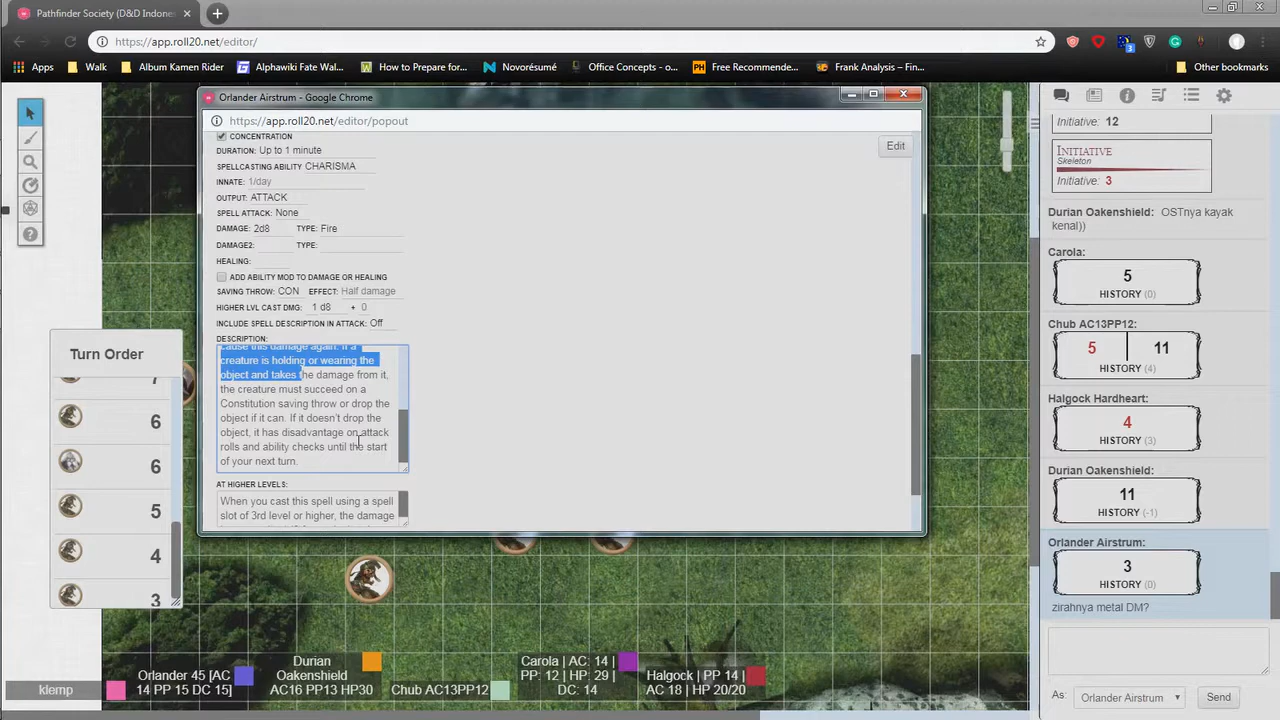 Pathfinder Society (D&D Indones
https://app.roll20.net/editor/
Apps
Walk
Album Kamen Rider
Alphawiki Fate Wal...
How to Prepare for...
Novorésumé
Office Concepts – o...
Free Recommende...
Frank Analysis – Fin...
Other bookmarks
3
Orlander Airstrum - Google Chrome
https://app.roll20.net/editor/popout
Edit
CONCENTRATION
DURATION: Up to 1 minute
SPELLCASTING ABILITY CHARISMA
INNATE: 1/day
OUTPUT: ATTACK
SPELL ATTACK: None
DAMAGE: 2d8 TYPE: Fire
DAMAGE2: TYPE:
HEALING:
ADD ABILITY MOD TO DAMAGE OR HEALING
SAVING THROW: CON EFFECT: Half damage
HIGHER LVL CAST DMG: 1 d8 + 0
INCLUDE SPELL DESCRIPTION IN ATTACK: Off
DESCRIPTION:
cause this damage again. If a
creature is holding or wearing the
object and takes the damage from it,
the creature must succeed on a
Constitution saving throw or drop the
object if it can. If it doesn't drop the
object, it has disadvantage on attack
rolls and ability checks until the start
of your next turn.
AT HIGHER LEVELS:
When you cast this spell using a spell
slot of 3rd level or higher, the damage
Turn Order
7
6
6
5
4
3
klemp
Orlander 45 [AC
14 PP 15 DC 15]
Durian
Oakenshield
AC16 PP13 HP30
Chub AC13PP12
Carola | AC: 14 |
PP: 12 | HP: 29 |
DC: 14
Halgock | PP 14 |
AC 18 | HP 20/20
Initiative: 12
INITIATIVE
Skeleton
Initiative: 3
Durian Oakenshield: OSTnya kayak
kenal))
Carola:
5
HISTORY (0)
Chub AC13PP12:
5 11
HISTORY (4)
Halgock Hardheart:
4
HISTORY (3)
Durian Oakenshield:
11
HISTORY (-1)
Orlander Airstrum:
3
HISTORY (0)
zirahnya metal DM?
As: Orlander Airstrum
Send